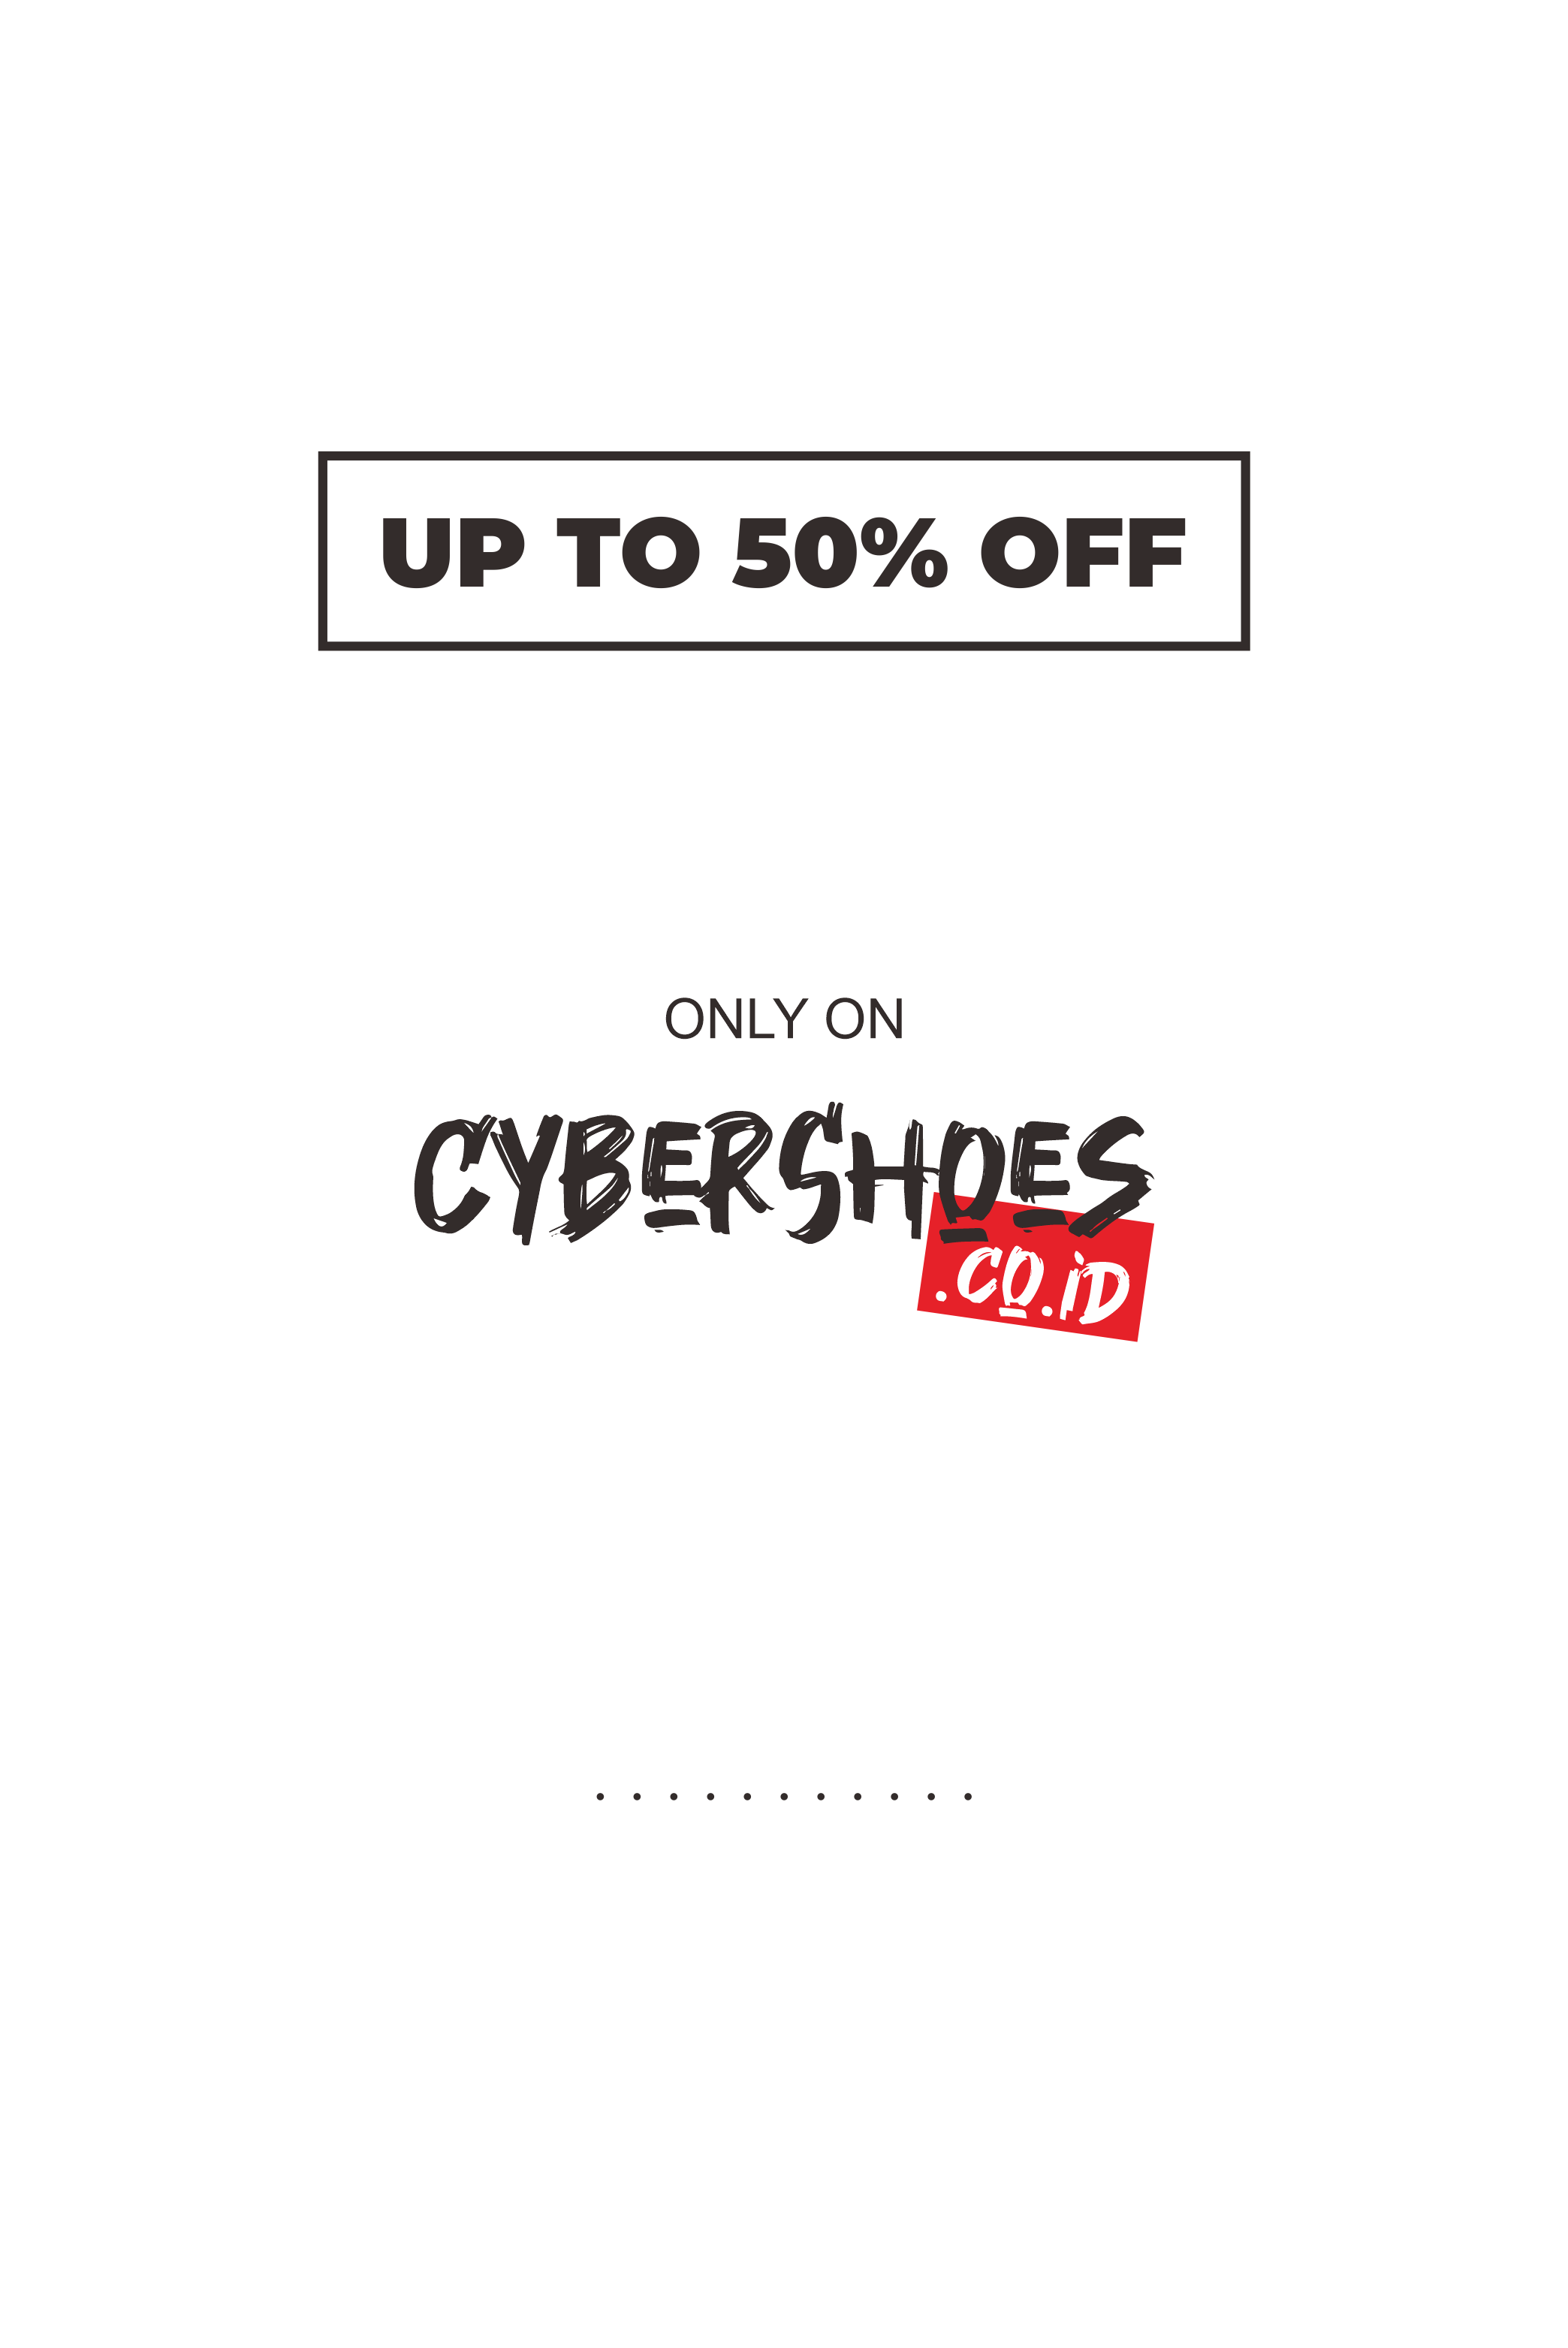 UP TO 50% OFF
ONLY ON
CYBERSHOES
.CO.iD
...........